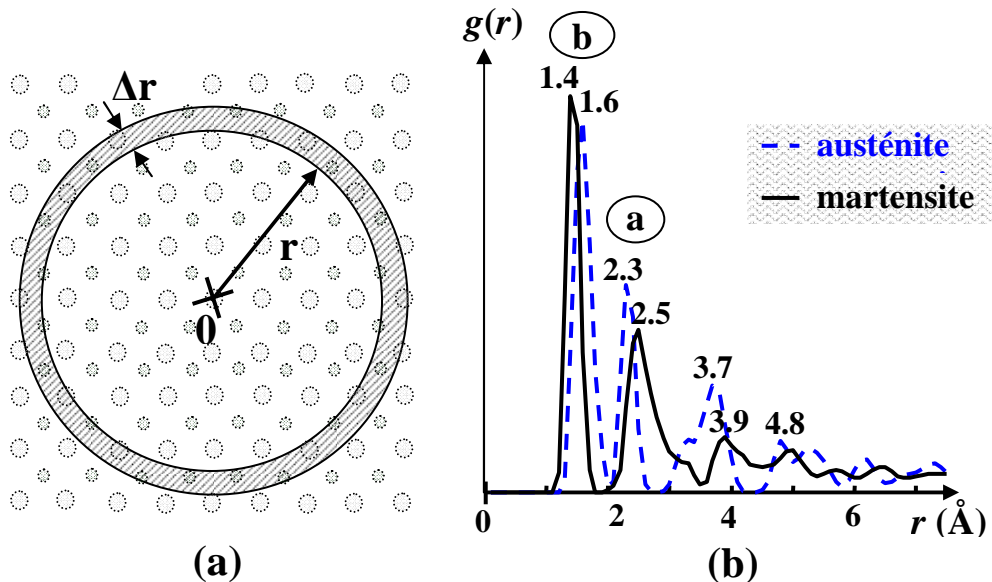 Δr
r
0
(a)
g(r)
b
1.4
1.6
a
2.3
2.5
3.7
3.9
4.8
austénite
martensite
0
2
4
6
r (Å)
(b)